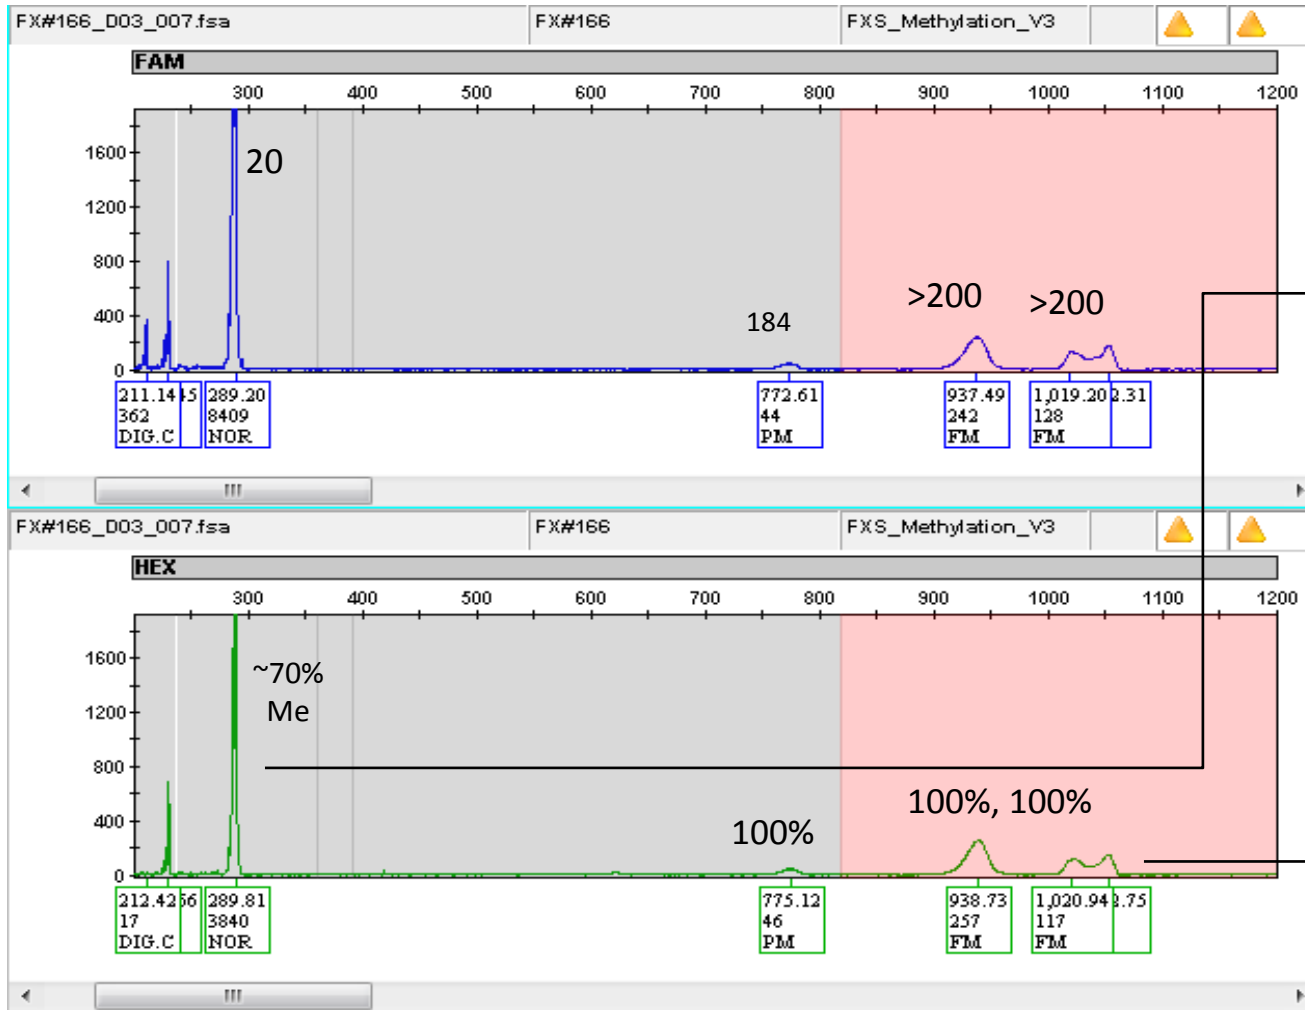 FX#166_D03_007.fsa FX#166 FXS_Methylation_V3
FAM
300 400 500 600 700 800 900 1000 1100 1200
1600
1200
800
400
0
20
184
>200
>200
211.14 289.20 772.61 937.49 1,019.20 2.31
362 8409 44 242 128
DIG.C NOR PM FM FM
FX#166_D03_007.fsa FX#166 FXS_Methylation_V3
HEX
300 400 500 600 700 800 900 1000 1100 1200
1600
1200
800
400
0
~70%
Me
100%
100%, 100%
212.42 289.81 775.12 938.73 1,020.94 .75
17 3840 46 257 117
DIG.C NOR PM FM FM